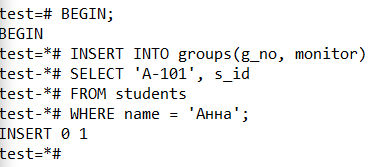 test=# BEGIN;
BEGIN
test=*# INSERT INTO groups(g_no, monitor)
test-*# SELECT 'A-101', s_id
test-*# FROM students
test-*# WHERE name = 'Анна';
INSERT 0 1
test=*#